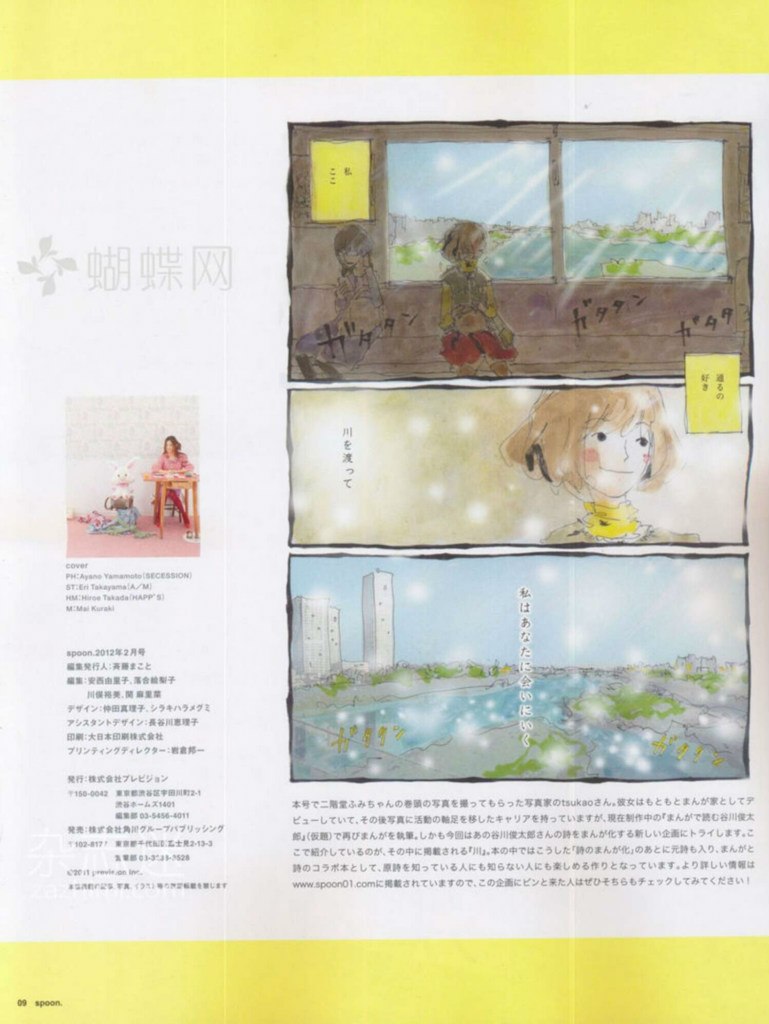 蝴蝶网
私
ここ
ガタタン
ガタタン
ガタタ
通るの
好き
川を渡って
私はあなたに会いにいく
ガタタン
ガタタン
cover
PH:Ayano Yamamoto(SECESSION)
ST:Eri Takayama(A/M)
HM:Hiroe Takada(HAPP'S)
M:Mai Kuraki
spoon.2012年2月号
編集発行人:斉藤まこと
編集:安西由里子、落合絵梨子
川俣裕美、関 麻里菜
デザイン:仲田真理子、シラキハラメグミ
アシスタントデザイン:長谷川恵理子
印刷:大日本印刷株式会社
プリンティングディレクター:岩倉邦一
発行:株式会社プレビジョン
〒150-0042 東京都渋谷区宇田川町2-1
渋谷ホームズ1401
編集部 03-5456-4011
発売:株式会社角川グループパブリッシング
東京都千代田区富士見2-13-3
営業部
©2011 prevision Inc.
写真、イラスト等の無断転載を禁じます
本号で二階堂ふみちゃんの巻頭の写真を撮ってもらった写真家のtsukaoさん。彼女はもともとまんが家としてデ
ビューしていて、その後写真に活動の軸足を移したキャリアを持っていますが、現在制作中の『まんがで読む谷川俊太
郎』(仮題)で再びまんがを執筆。しかも今回はあの谷川俊太郎さんの詩をまんが化する新しい企画にトライします。こ
こで紹介しているのが、その中に掲載される『川』。本の中ではこうした「詩のまんが化」のあとに元詩も入り、まんがと
詩のコラボ本として、原詩を知っている人にも知らない人にも楽しめる作りとなっています。より詳しい情報は
www.spoon01.comに掲載されていますので、この企画にピンと来た人はぜひそちらもチェックしてみてください!
09 spoon.